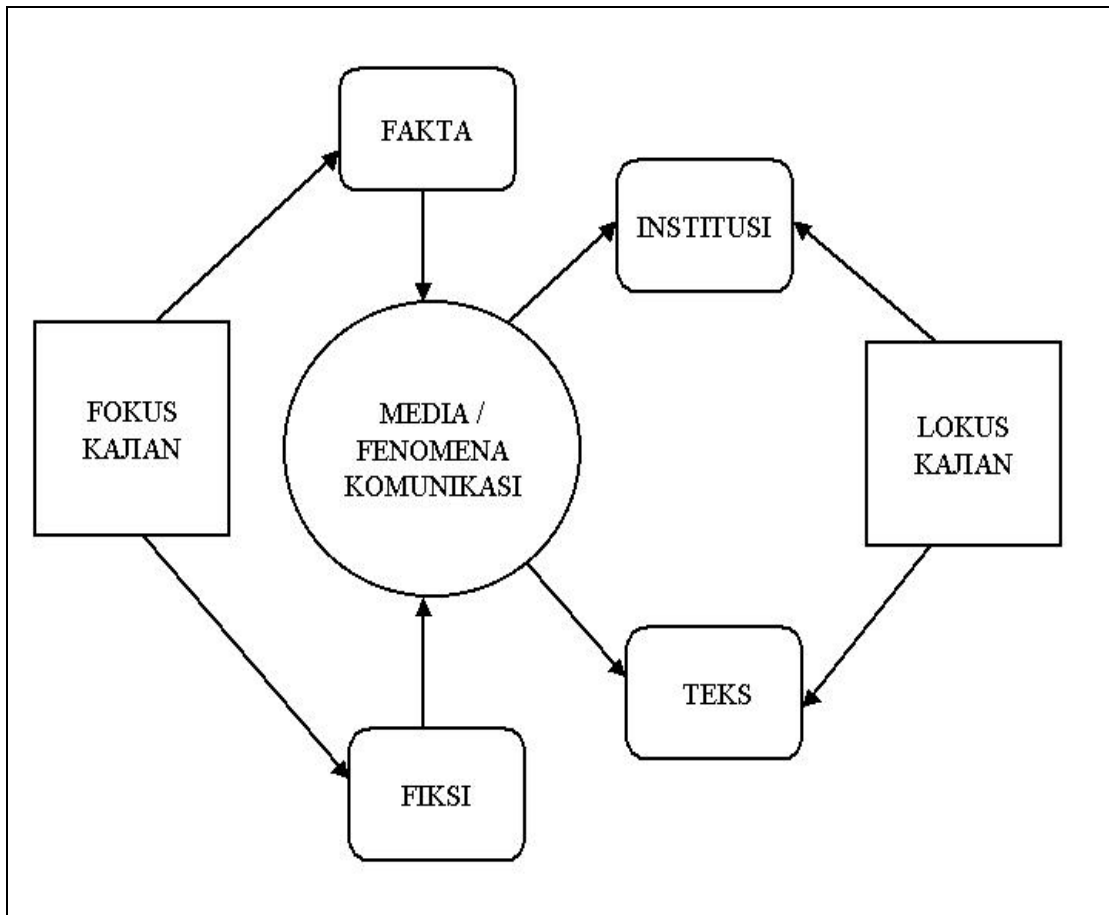 FAKTA
INSTITUSI
FOKUS
KAJIAN
MEDIA /
FENOMENA
KOMUNIKASI
LOKUS
KAJIAN
TEKS
FIKSI